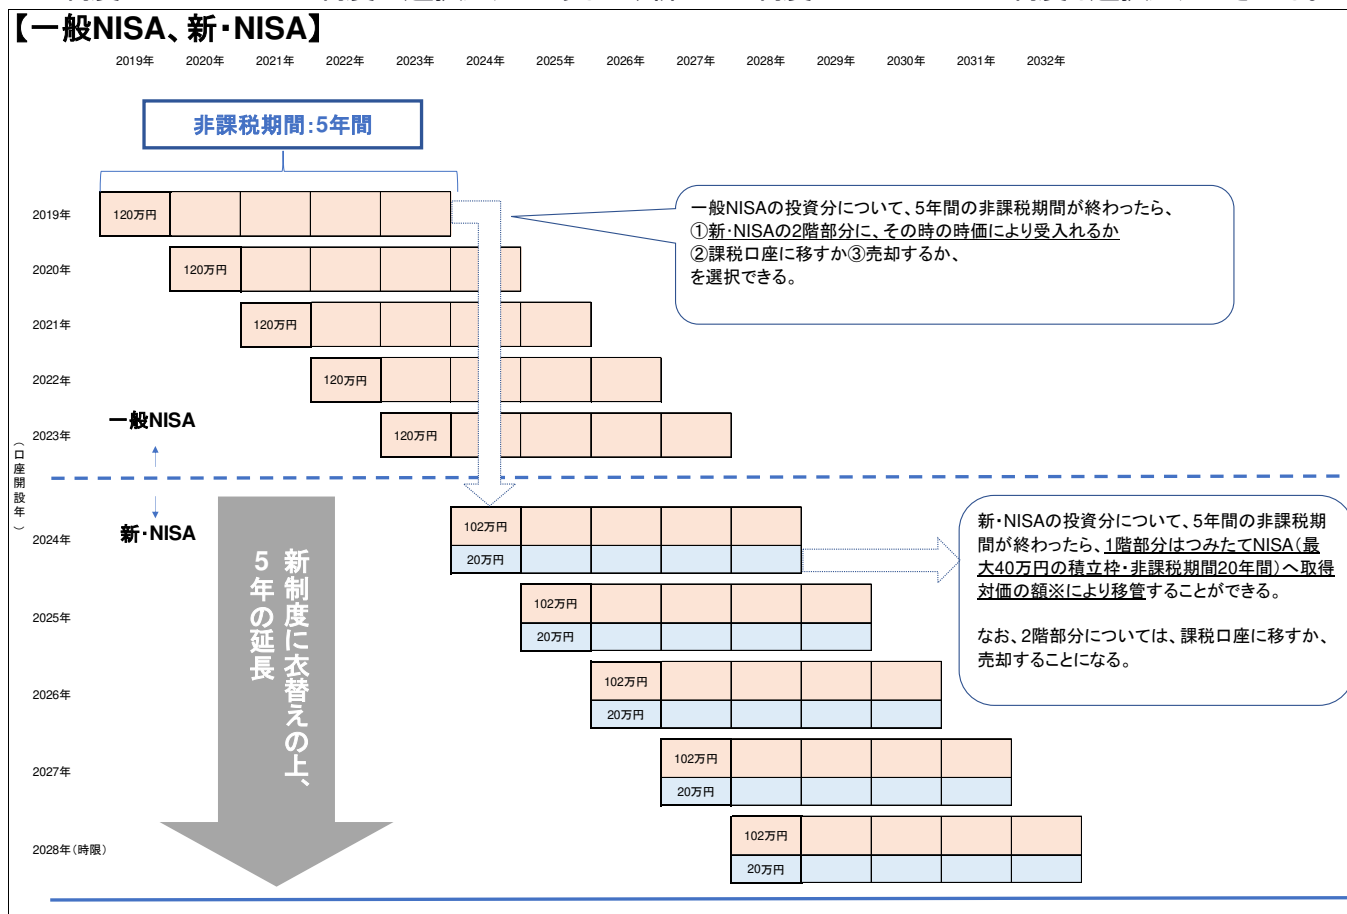 【一般NISA、新・NISA】
2019年 2020年 2021年 2022年 2023年 2024年 2025年 2026年 2027年 2028年 2029年 2030年 2031年 2032年
非課税期間：5年間
2019年
120万円
一般NISAの投資分について、5年間の非課税期間が終わったら、
①新・NISAの2階部分に、その時の時価により受入れるか
②課税口座に移すか③売却するか、
を選択できる。
2020年
120万円
2021年
120万円
2022年
120万円
一般NISA
2023年
120万円
（口座開設年）
新・NISA
2024年
102万円
20万円
新・NISAの投資分について、5年間の非課税期
間が終わったら、1階部分はつみたてNISA（最
大40万円の積立枠・非課税期間20年間）へ取得
対価の額※により移管することができる。
なお、2階部分については、課税口座に移すか、
売却することになる。
新制度に衣替えの上、
5年の延長
2025年
102万円
20万円
2026年
102万円
20万円
2027年
102万円
20万円
2028年（時限）
102万円
20万円